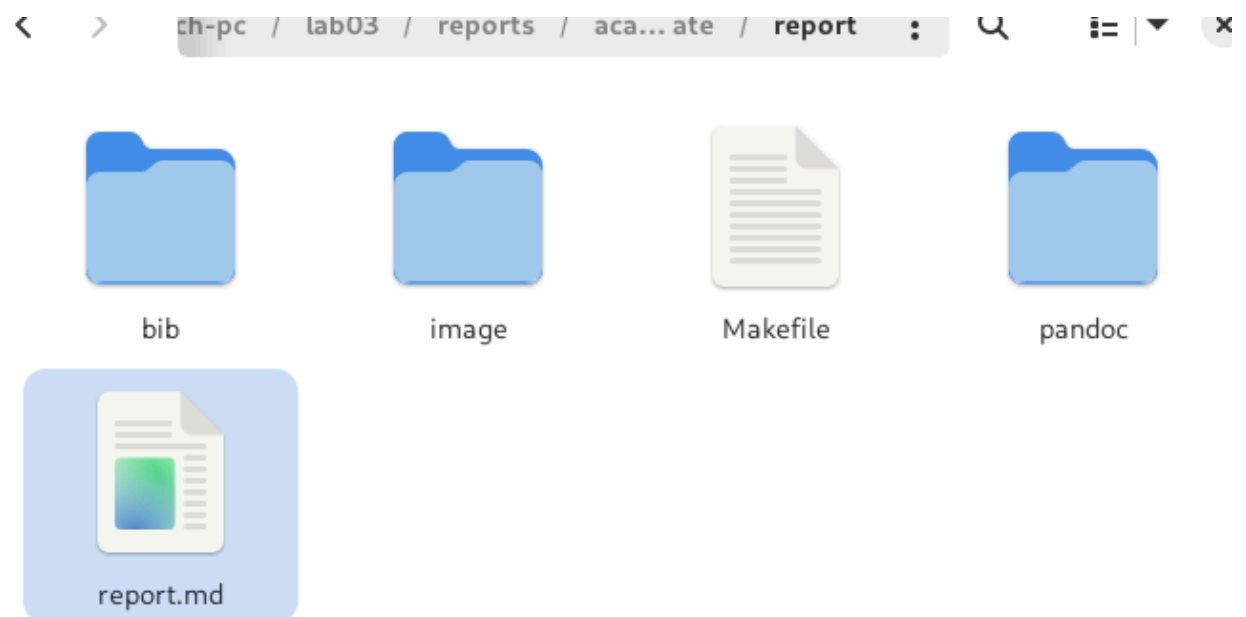 ch-pc / lab03 / reports / aca... ate / report
bib
image
Makefile
pandoc
report.md